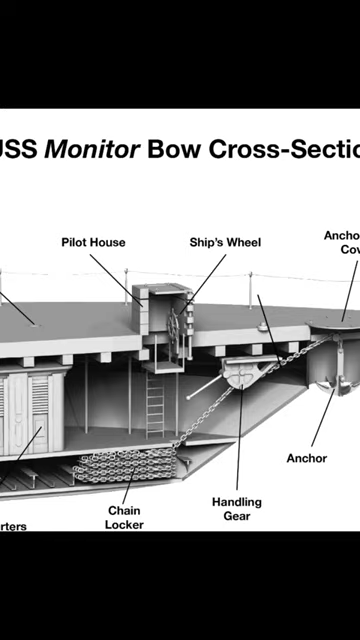 USS Monitor Bow Cross-Sectio
Pilot House
Ship's Wheel
Ancho
Cov
Anchor
Handling
Gear
Chain
Locker
rters